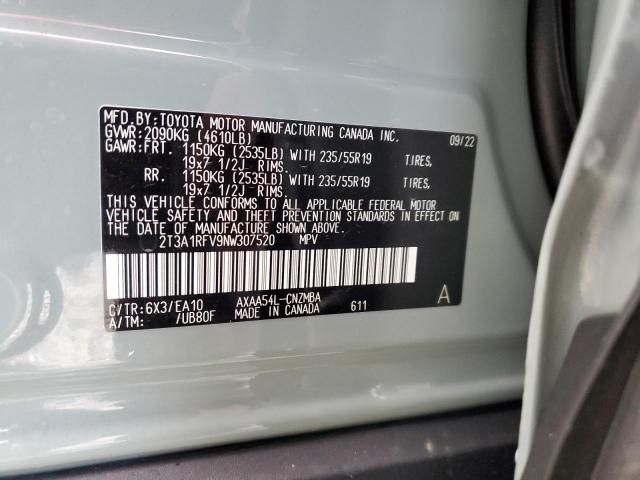 MFD.BY:TOYOTA MOTOR MANUFACTURING CANADA INC. 09/22
GVWR:2090KG (4610LB)
GAWR:FRT. 1150KG (2535LB) WITH 235/55R19 TIRES,
19x7 1/2J RIMS.
RR. 1150KG (2535LB) WITH 235/55R19 TIRES,
19x7 1/2J RIMS.
THIS VEHICLE CONFORMS TO ALL APPLICABLE FEDERAL MOTOR
VEHICLE SAFETY AND THEFT PREVENTION STANDARDS IN EFFECT ON
THE DATE OF MANUFACTURE SHOWN ABOVE.
2T3A1RFV9NW307520 MPV
C/TR:6X3/EA10 AXAA54L-CNZMBA A
A/TM: /UB80F MADE IN CANADA 611